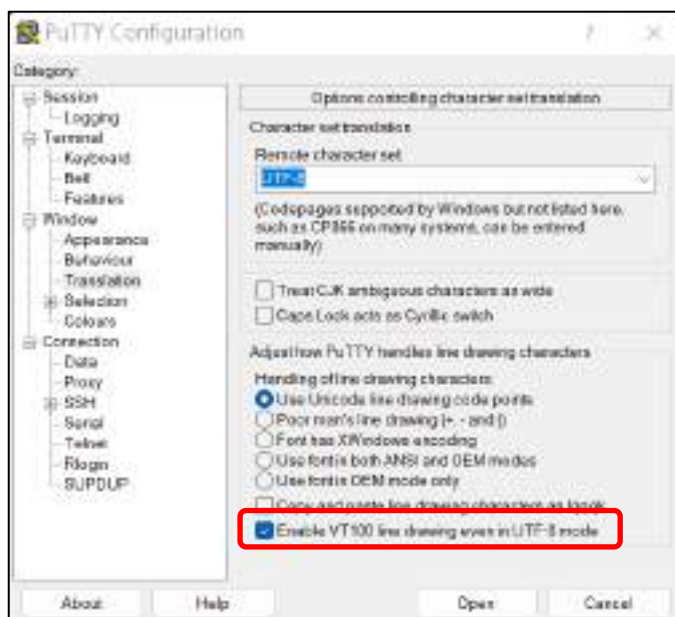 PuTTY Configuration
?
Category:
Session
Logging
Terminal
Keyboard
Bell
Features
Window
Appearance
Behaviour
Translation
Selection
Colours
Connection
Data
Proxy
SSH
Serial
Telnet
Rlogin
SUPDUP
Options controlling character set translation
Character set translation
Remote character set:
UTF-8
(Codepages supported by Windows but not listed here,
such as CP866 on many systems, can be entered
manually)
Treat CJK ambiguous characters as wide
Caps Lock acts as Cyrillic switch
Adjust how PuTTY handles line drawing characters
Handling of line drawing characters:
Use Unicode line drawing code points
Poor man's line drawing (+, - and |)
Font has XWindows encoding
Use font in both ANSI and OEM modes
Use font in OEM mode only
Copy and paste line drawing characters as lqqqk
Enable VT100 line drawing even in UTF-8 mode
About
Help
Open
Cancel